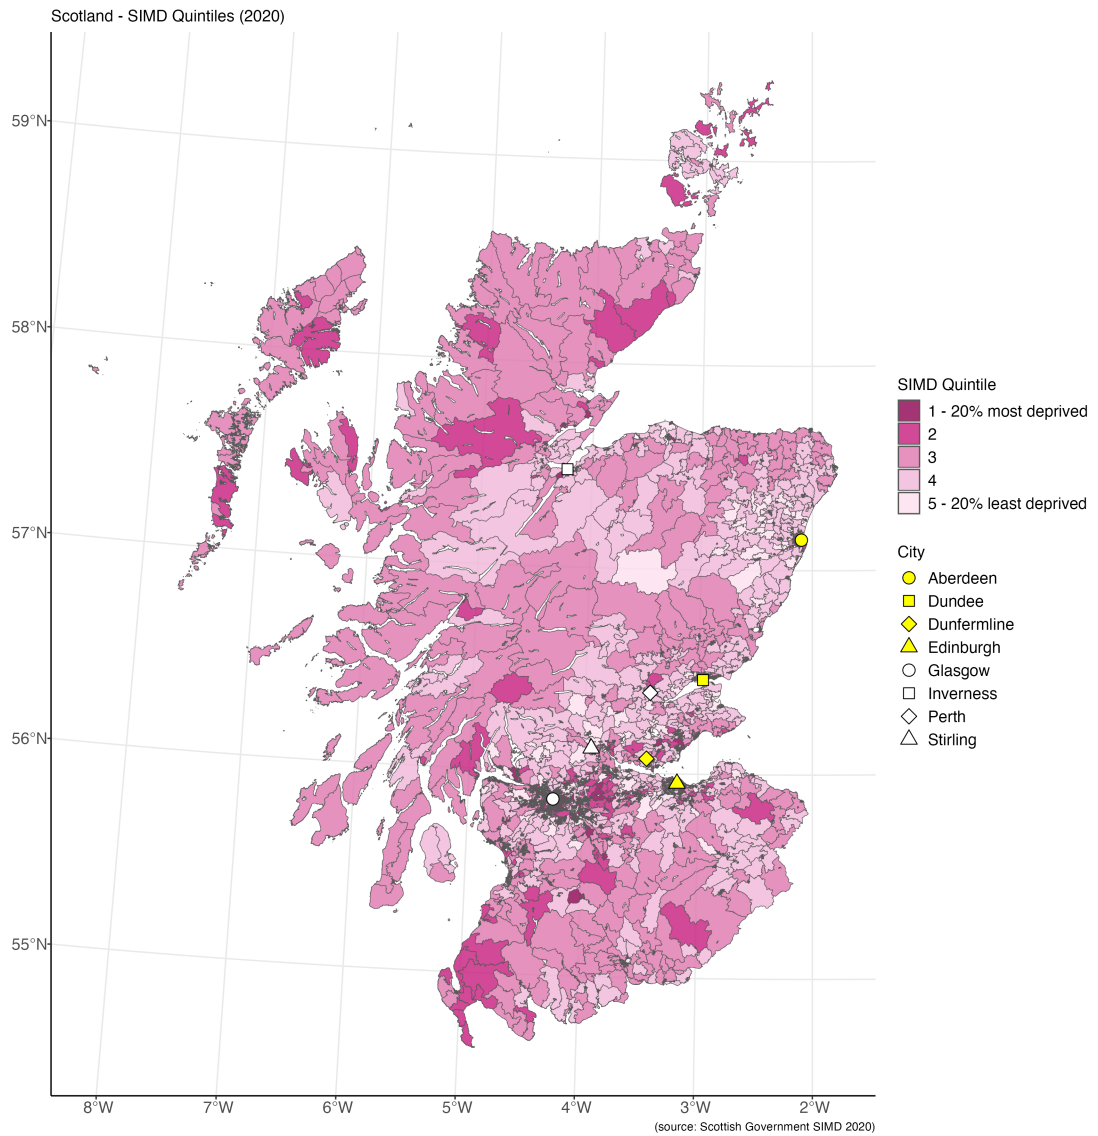 Scotland - SIMD Quintiles (2020)
59°N
58°N
57°N
56°N
55°N
8°W
7°W
6°W
5°W
4°W
3°W
2°W
SIMD Quintile
1 - 20% most deprived
2
3
4
5 - 20% least deprived
City
Aberdeen
Dundee
Dunfermline
Edinburgh
Glasgow
Inverness
Perth
Stirling
(source: Scottish Government SIMD 2020)